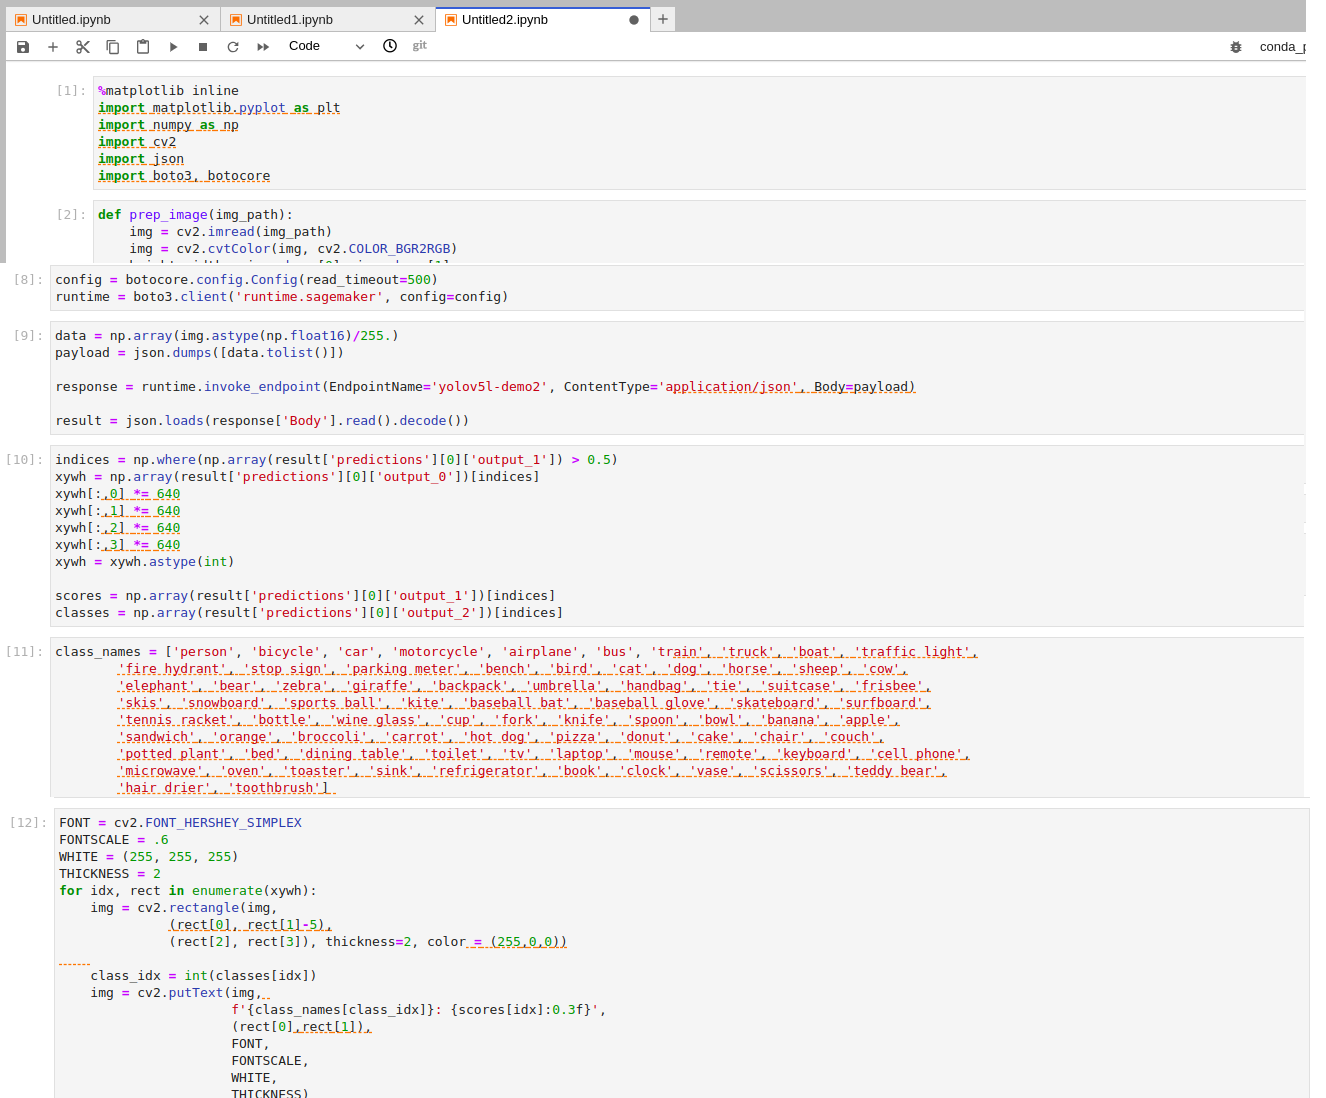 Untitled.ipynb
Untitled1.ipynb
Untitled2.ipynb
Code
git
conda_p
[1]:
%matplotlib inline
import matplotlib.pyplot as plt
import numpy as np
import cv2
import json
import boto3, botocore
[2]:
def prep_image(img_path):
    img = cv2.imread(img_path)
    img = cv2.cvtColor(img, cv2.COLOR_BGR2RGB)
[8]:
config = botocore.config.Config(read_timeout=500)
runtime = boto3.client('runtime.sagemaker', config=config)
[9]:
data = np.array(img.astype(np.float16)/255.)
payload = json.dumps([data.tolist()])
response = runtime.invoke_endpoint(EndpointName='yolov5l-demo2', ContentType='application/json', Body=payload)
result = json.loads(response['Body'].read().decode())
[10]:
indices = np.where(np.array(result['predictions'][0]['output_1']) > 0.5)
xywh = np.array(result['predictions'][0]['output_0'])[indices]
xywh[:,0] *= 640
xywh[:,1] *= 640
xywh[:,2] *= 640
xywh[:,3] *= 640
xywh = xywh.astype(int)
scores = np.array(result['predictions'][0]['output_1'])[indices]
classes = np.array(result['predictions'][0]['output_2'])[indices]
[11]:
class_names = ['person', 'bicycle', 'car', 'motorcycle', 'airplane', 'bus', 'train', 'truck', 'boat', 'traffic light',
        'fire hydrant', 'stop sign', 'parking meter', 'bench', 'bird', 'cat', 'dog', 'horse', 'sheep', 'cow',
        'elephant', 'bear', 'zebra', 'giraffe', 'backpack', 'umbrella', 'handbag', 'tie', 'suitcase', 'frisbee',
        'skis', 'snowboard', 'sports ball', 'kite', 'baseball bat', 'baseball glove', 'skateboard', 'surfboard',
        'tennis racket', 'bottle', 'wine glass', 'cup', 'fork', 'knife', 'spoon', 'bowl', 'banana', 'apple',
        'sandwich', 'orange', 'broccoli', 'carrot', 'hot dog', 'pizza', 'donut', 'cake', 'chair', 'couch',
        'potted plant', 'bed', 'dining table', 'toilet', 'tv', 'laptop', 'mouse', 'remote', 'keyboard', 'cell phone',
        'microwave', 'oven', 'toaster', 'sink', 'refrigerator', 'book', 'clock', 'vase', 'scissors', 'teddy bear',
        'hair drier', 'toothbrush']
[12]:
FONT = cv2.FONT_HERSHEY_SIMPLEX
FONTSCALE = .6
WHITE = (255, 255, 255)
THICKNESS = 2
for idx, rect in enumerate(xywh):
    img = cv2.rectangle(img,
              (rect[0], rect[1]-5),
              (rect[2], rect[3]), thickness=2, color = (255,0,0))
    class_idx = int(classes[idx])
    img = cv2.putText(img,
                      f'{class_names[class_idx]}: {scores[idx]:0.3f}',
                      (rect[0],rect[1]),
                      FONT,
                      FONTSCALE,
                      WHITE,
                      THICKNESS)